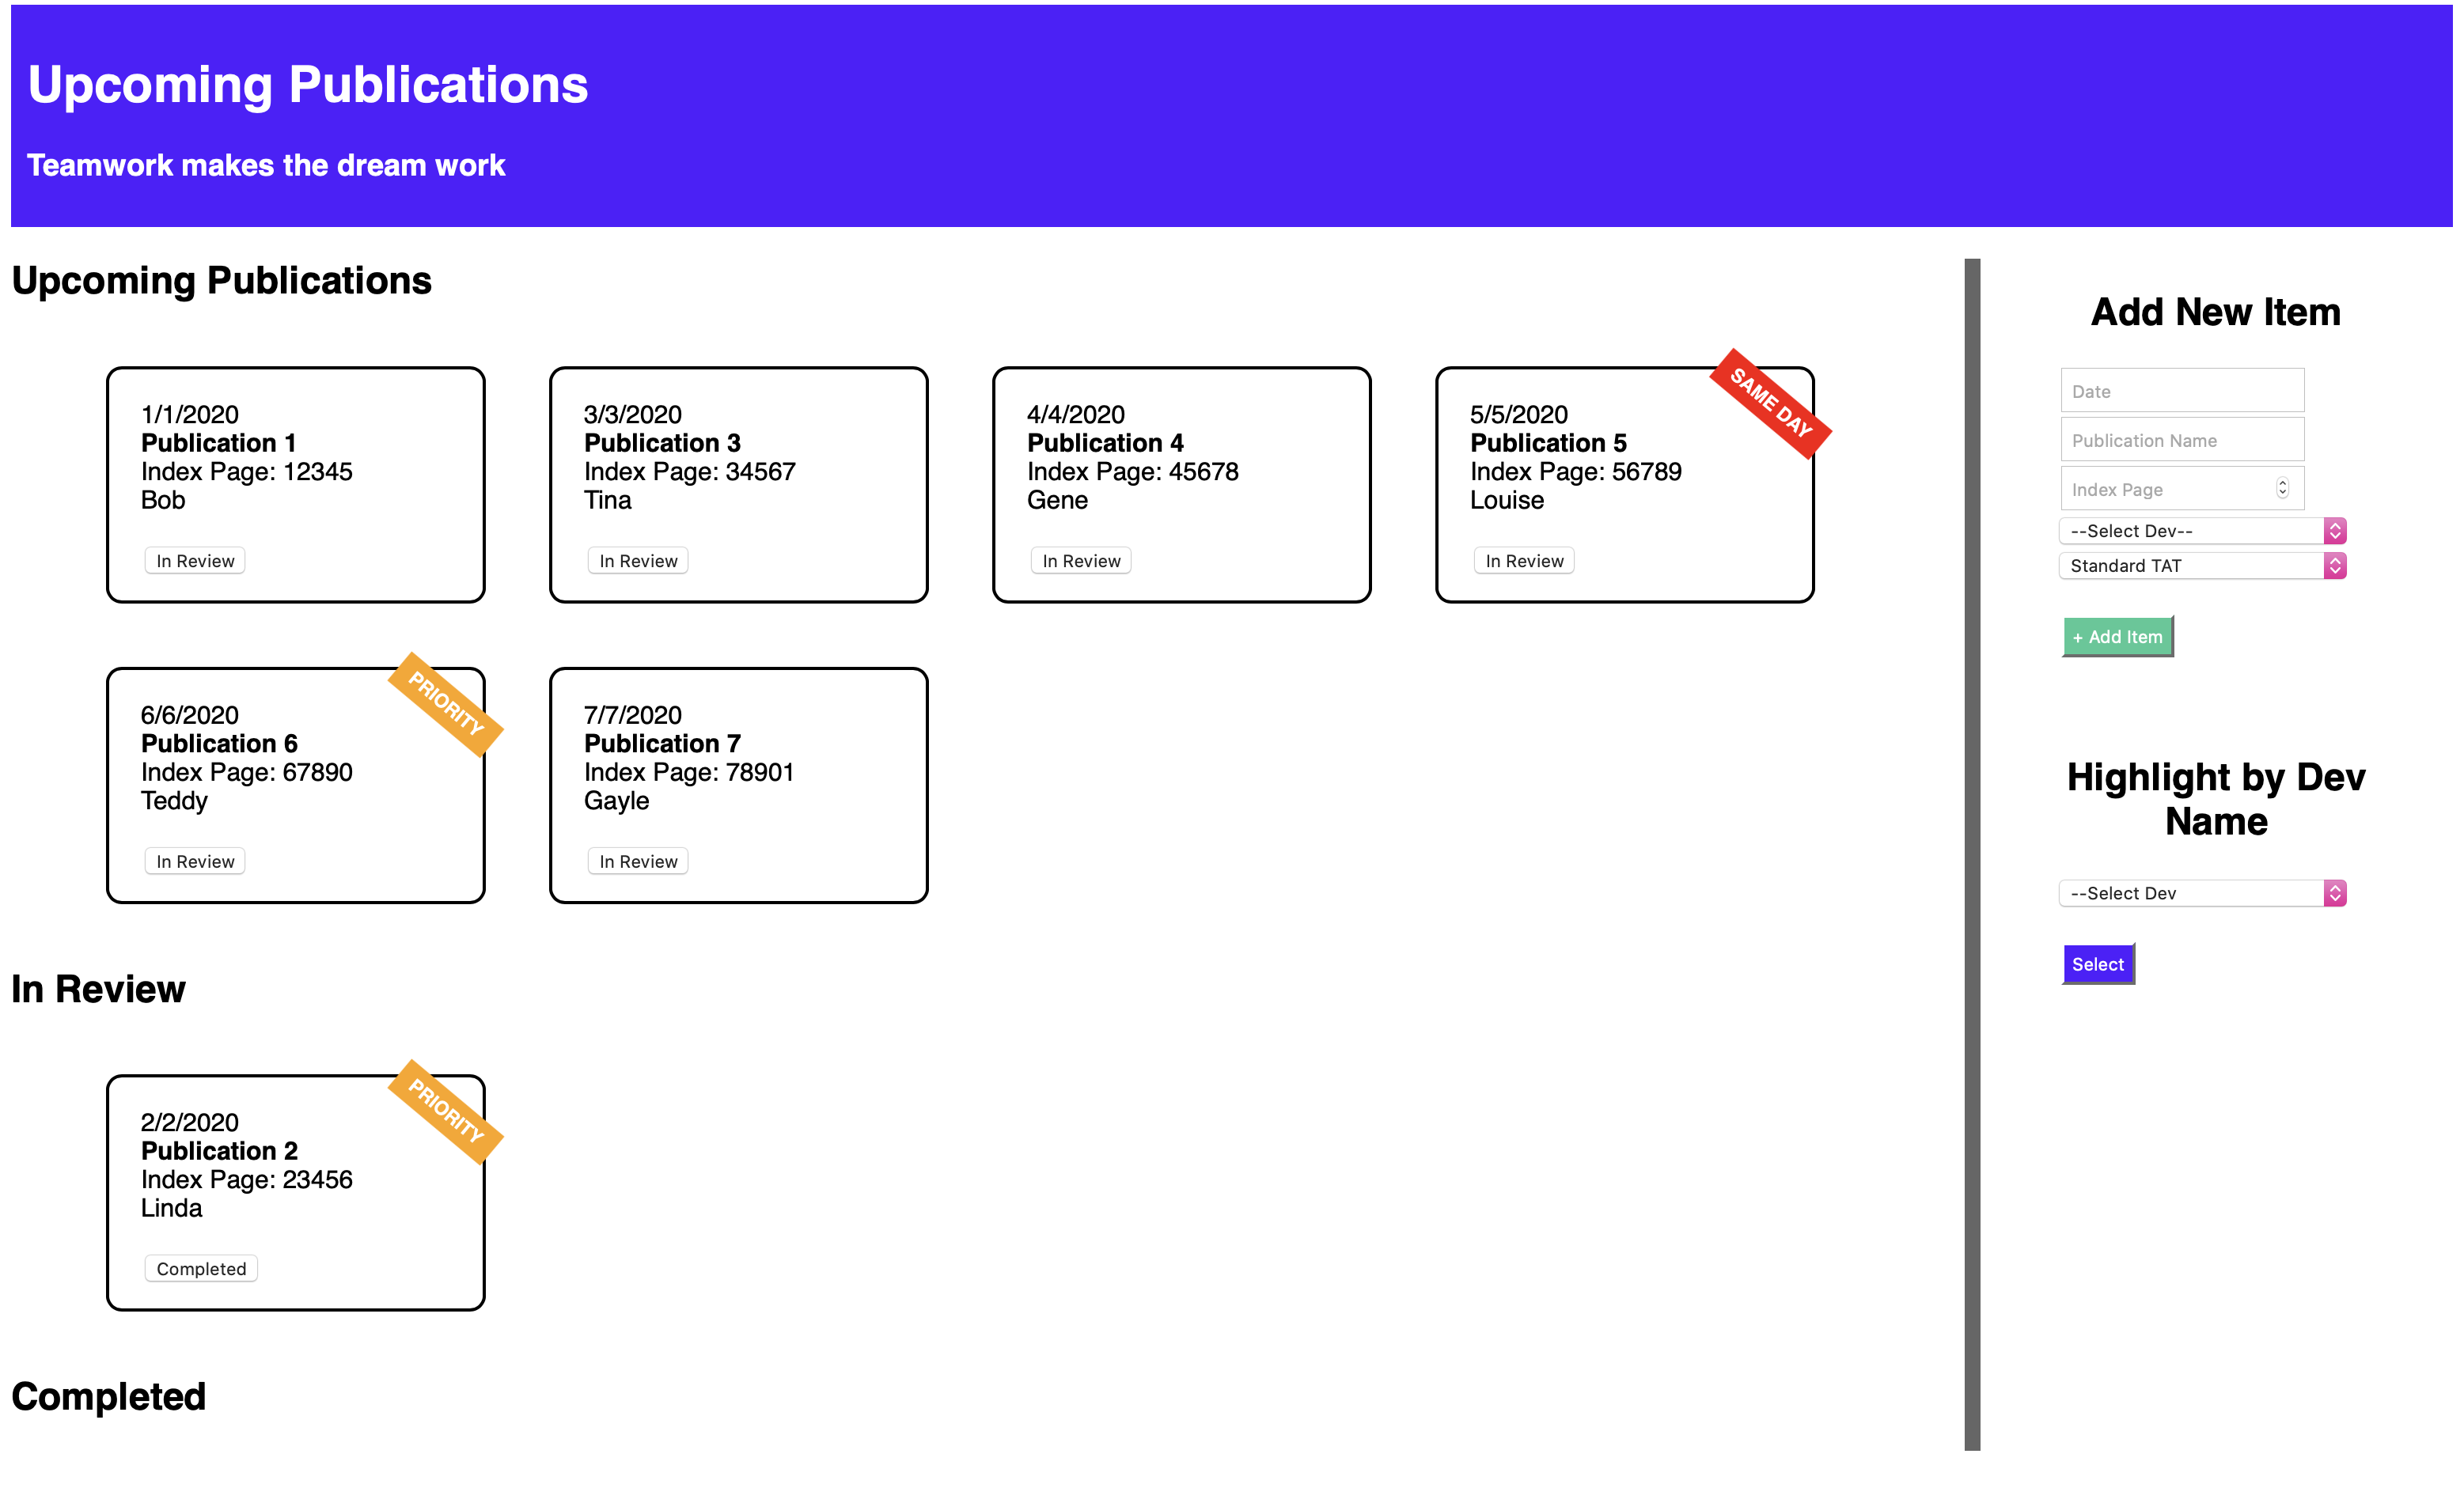 Upcoming Publications
Teamwork makes the dream work
Upcoming Publications
1/1/2020
Publication 1
Index Page: 12345
Bob
In Review
3/3/2020
Publication 3
Index Page: 34567
Tina
In Review
4/4/2020
Publication 4
Index Page: 45678
Gene
In Review
SAME DAY
5/5/2020
Publication 5
Index Page: 56789
Louise
In Review
PRIORITY
6/6/2020
Publication 6
Index Page: 67890
Teddy
In Review
7/7/2020
Publication 7
Index Page: 78901
Gayle
In Review
In Review
PRIORITY
2/2/2020
Publication 2
Index Page: 23456
Linda
Completed
Completed
Add New Item
Date
Publication Name
Index Page
--Select Dev--
Standard TAT
+ Add Item
Highlight by Dev
Name
--Select Dev
Select